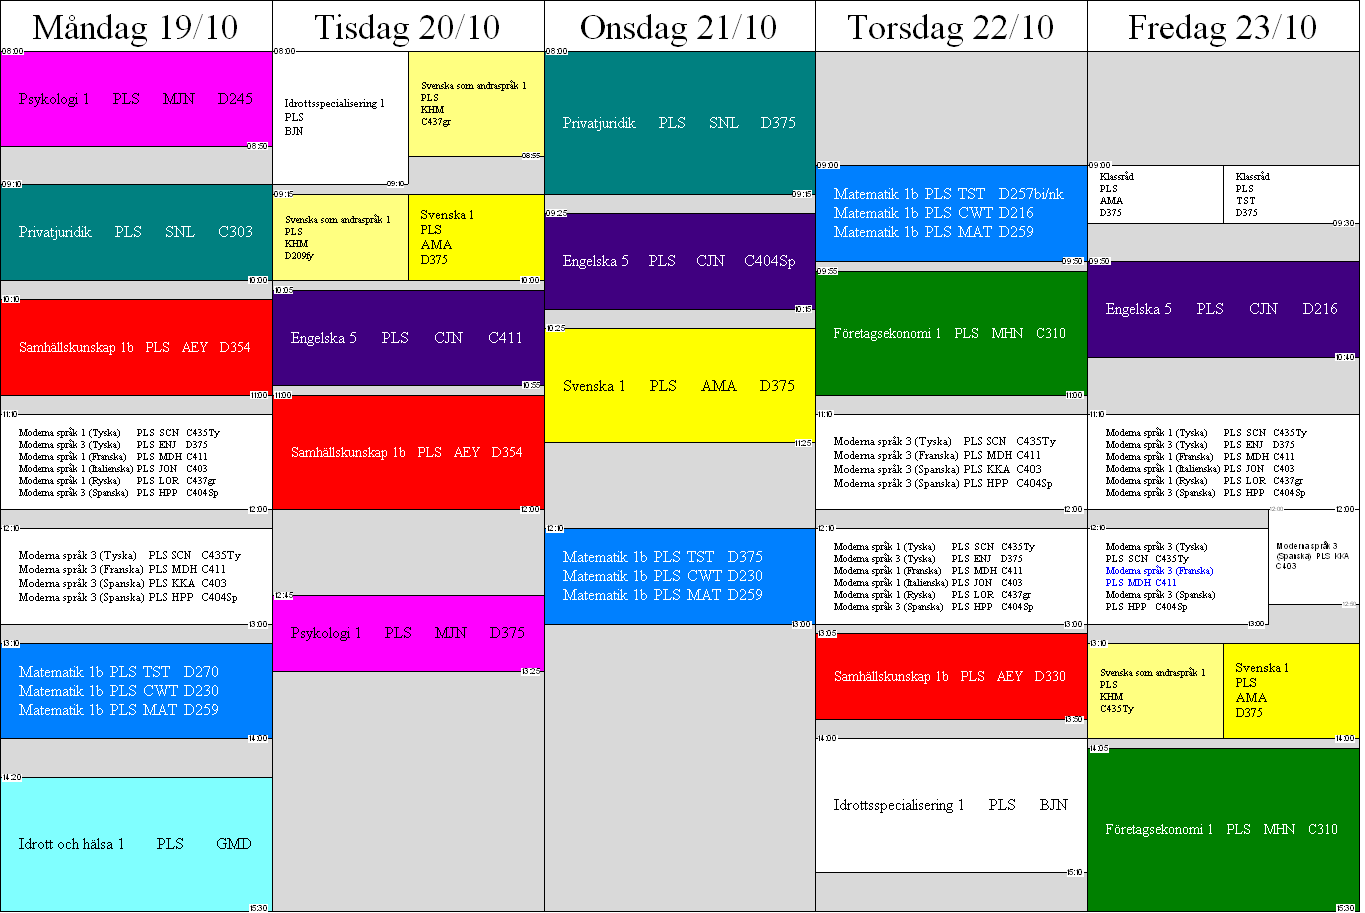 Måndag 19/10
08:00
Psykologi 1 PLS MJN D245
08:50
09:10
Privatjuridik PLS SNL C303
10:00
10:10
Samhällskunskap 1b PLS AEY D354
11:00
11:10
Moderna språk 1 (Tyska) PLS SCN C435Ty
Moderna språk 3 (Tyska) PLS ENJ D375
Moderna språk 1 (Franska) PLS MDH C411
Moderna språk 1 (Italienska) PLS JON C403
Moderna språk 1 (Ryska) PLS LOR C437gr
Moderna språk 3 (Spanska) PLS HPP C404Sp
12:00
12:10
Moderna språk 3 (Tyska) PLS SCN C435Ty
Moderna språk 3 (Franska) PLS MDH C411
Moderna språk 3 (Spanska) PLS KKA C403
Moderna språk 3 (Spanska) PLS HPP C404Sp
13:00
13:10
Matematik 1b PLS TST D270
Matematik 1b PLS CWT D230
Matematik 1b PLS MAT D259
14:00
14:20
Idrott och hälsa 1 PLS GMD
15:30
Tisdag 20/10
08:00
Idrottsspecialisering 1
PLS
BJN
09:10
Svenska som andraspråk 1
PLS
KHM
C437gr
08:55
09:15
Svenska som andraspråk 1
PLS
KHM
D209fy
Svenska 1
PLS
AMA
D375
10:00
10:05
Engelska 5 PLS CJN C411
10:55
11:00
Samhällskunskap 1b PLS AEY D354
12:00
12:45
Psykologi 1 PLS MJN D375
13:25
Onsdag 21/10
08:00
Privatjuridik PLS SNL D375
09:15
09:25
Engelska 5 PLS CJN C404Sp
10:15
10:25
Svenska 1 PLS AMA D375
11:25
12:10
Matematik 1b PLS TST D375
Matematik 1b PLS CWT D230
Matematik 1b PLS MAT D259
13:00
Torsdag 22/10
09:00
Matematik 1b PLS TST D257bi/nk
Matematik 1b PLS CWT D216
Matematik 1b PLS MAT D259
09:50
09:55
Företagsekonomi 1 PLS MHN C310
11:00
11:10
Moderna språk 3 (Tyska) PLS SCN C435Ty
Moderna språk 3 (Franska) PLS MDH C411
Moderna språk 3 (Spanska) PLS KKA C403
Moderna språk 3 (Spanska) PLS HPP C404Sp
12:00
12:10
Moderna språk 1 (Tyska) PLS SCN C435Ty
Moderna språk 3 (Tyska) PLS ENJ D375
Moderna språk 1 (Franska) PLS MDH C411
Moderna språk 1 (Italienska) PLS JON C403
Moderna språk 1 (Ryska) PLS LOR C437gr
Moderna språk 3 (Spanska) PLS HPP C404Sp
13:00
13:05
Samhällskunskap 1b PLS AEY D330
13:50
14:00
Idrottsspecialisering 1 PLS BJN
15:10
Fredag 23/10
09:00
Klassråd
PLS
AMA
D375
Klassråd
PLS
TST
D375
09:30
09:50
Engelska 5 PLS CJN D216
10:40
11:10
Moderna språk 1 (Tyska) PLS SCN C435Ty
Moderna språk 3 (Tyska) PLS ENJ D375
Moderna språk 1 (Franska) PLS MDH C411
Moderna språk 1 (Italienska) PLS JON C403
Moderna språk 1 (Ryska) PLS LOR C437gr
Moderna språk 3 (Spanska) PLS HPP C404Sp
12:00
12:10
Moderna språk 3 (Tyska)
PLS SCN C435Ty
Moderna språk 3 (Franska)
PLS MDH C411
Moderna språk 3 (Spanska)
PLS HPP C404Sp
13:00
12:00
Moderna språk 3
(Spanska) PLS KKA
C403
12:50
13:10
Svenska som andraspråk 1
PLS
KHM
C435Ty
Svenska 1
PLS
AMA
D375
14:00
14:05
Företagsekonomi 1 PLS MHN C310
15:30